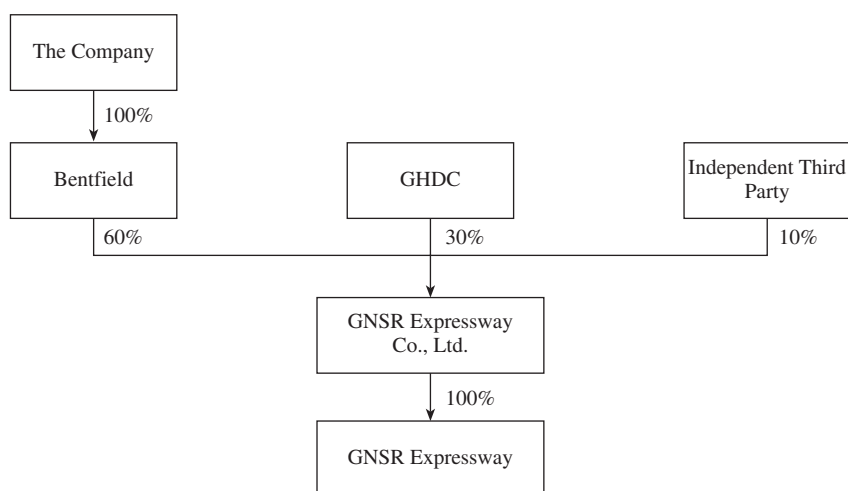 The Company
100%
Bentfield
GHDC
Independent Third
Party
60%
30%
10%
GNSR Expressway
Co., Ltd.
100%
GNSR Expressway